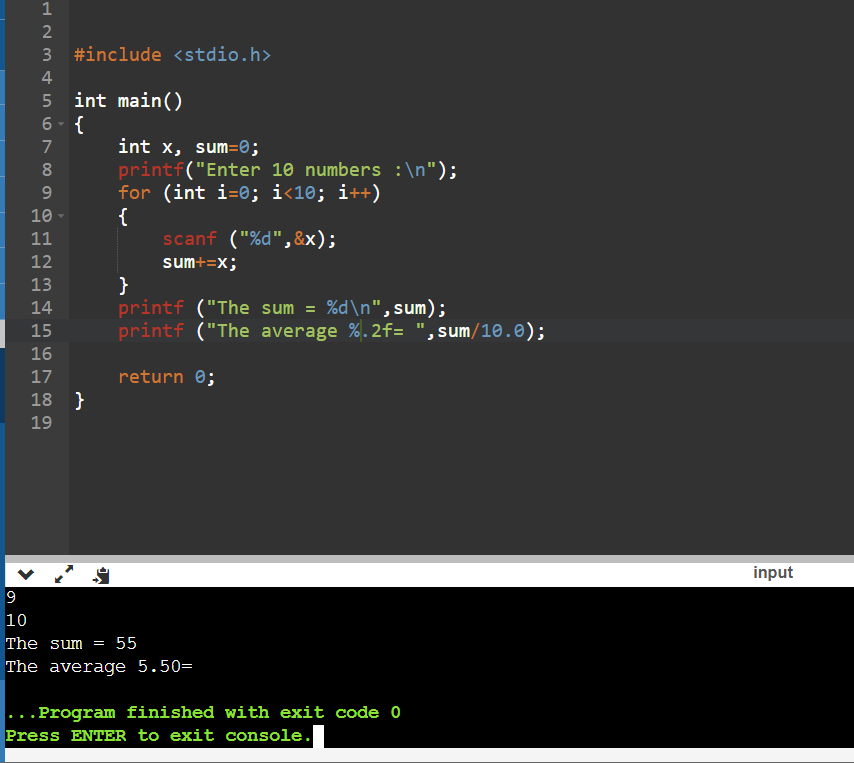 1
2
3 #include <stdio.h>
4
5 int main()
6 {
7 int x, sum=0;
8 printf("Enter 10 numbers :\n");
9 for (int i=0; i<10; i++)
10 {
11 scanf ("%d",&x);
12 sum+=x;
13 }
14 printf ("The sum = %d\n",sum);
15 printf ("The average %.2f= ",sum/10.0);
16
17 return 0;
18 }
19
input
9
10
The sum = 55
The average 5.50=
...Program finished with exit code 0
Press ENTER to exit console.